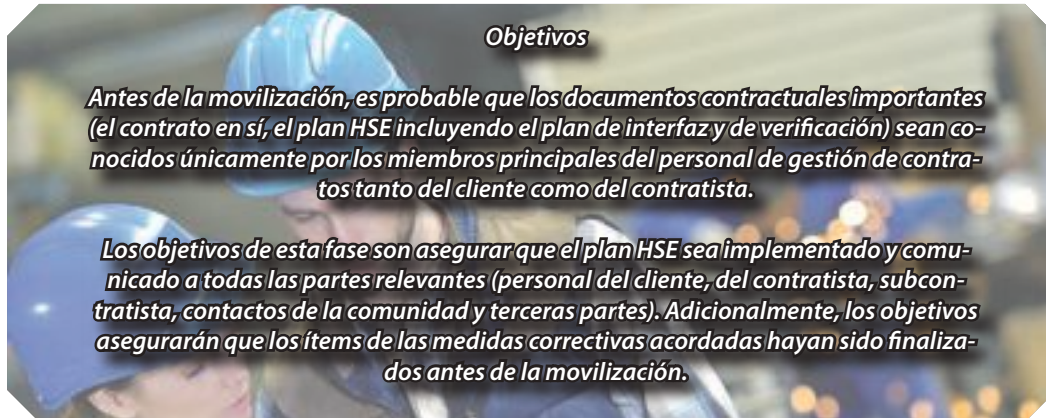 Objetivos
Antes de la movilización, es probable que los documentos contractuales importantes
(el contrato en sí, el plan HSE incluyendo el plan de interfaz y de verificación) sean co-
nocidos únicamente por los miembros principales del personal de gestión de contra-
tos tanto del cliente como del contratista.
Los objetivos de esta fase son asegurar que el plan HSE sea implementado y comu-
nicado a todas las partes relevantes (personal del cliente, del contratista, subcon-
tratista, contactos de la comunidad y terceras partes). Adicionalmente, los objetivos
asegurarán que los ítems de las medidas correctivas acordadas hayan sido finaliza-
dos antes de la movilización.